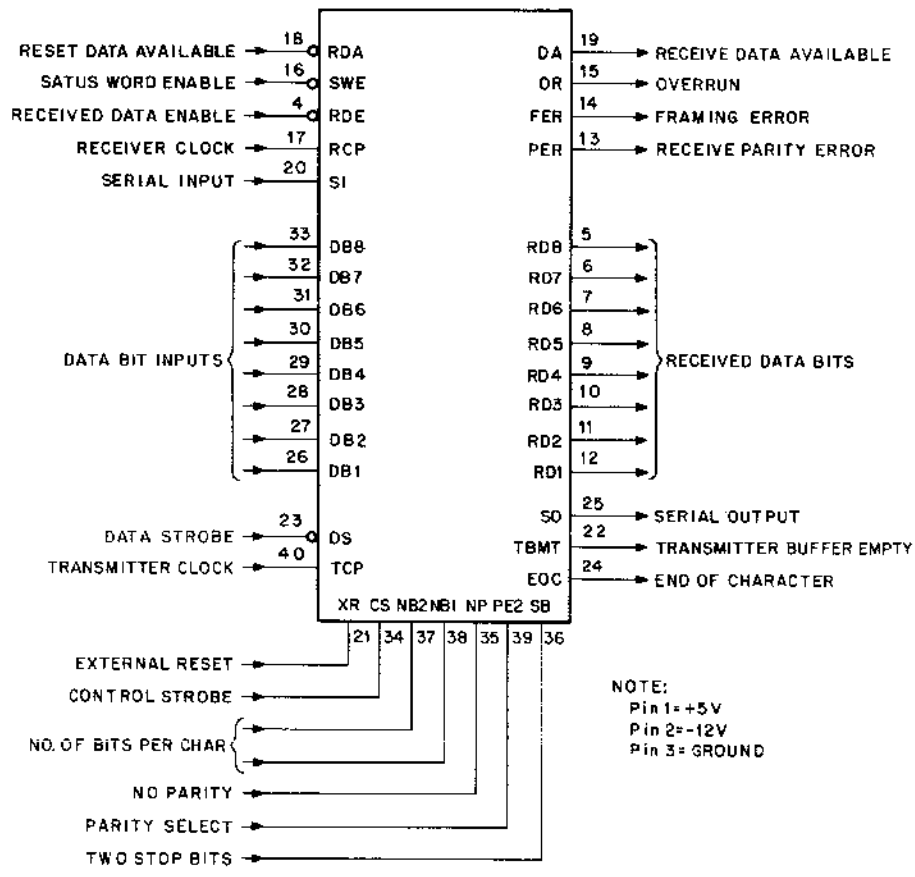 RESET DATA AVAILABLE 18 RDA
SATUS WORD ENABLE 16 SWE
RECEIVED DATA ENABLE 4 RDE
RECEIVER CLOCK 17 RCP
SERIAL INPUT 20 SI
DATA BIT INPUTS
33 DB8
32 DB7
31 DB6
30 DB5
29 DB4
28 DB3
27 DB2
26 DB1
DATA STROBE 23 DS
TRANSMITTER CLOCK 40 TCP
DA 19 RECEIVE DATA AVAILABLE
OR 15 OVERRUN
FER 14 FRAMING ERROR
PER 13 RECEIVE PARITY ERROR
RD8 5
RD7 6
RD6 7
RD5 8
RD4 9
RD3 10
RD2 11
RD1 12
RECEIVED DATA BITS
SO 25 SERIAL OUTPUT
TBMT 22 TRANSMITTER BUFFER EMPTY
EOC 24 END OF CHARACTER
XR CS NB2 NB1 NP PE2 SB
21 34 37 38 35 39 36
EXTERNAL RESET
CONTROL STROBE
NO. OF BITS PER CHAR
NO PARITY
PARITY SELECT
TWO STOP BITS
NOTE:
Pin 1=+5V
Pin 2=-12V
Pin 3= GROUND